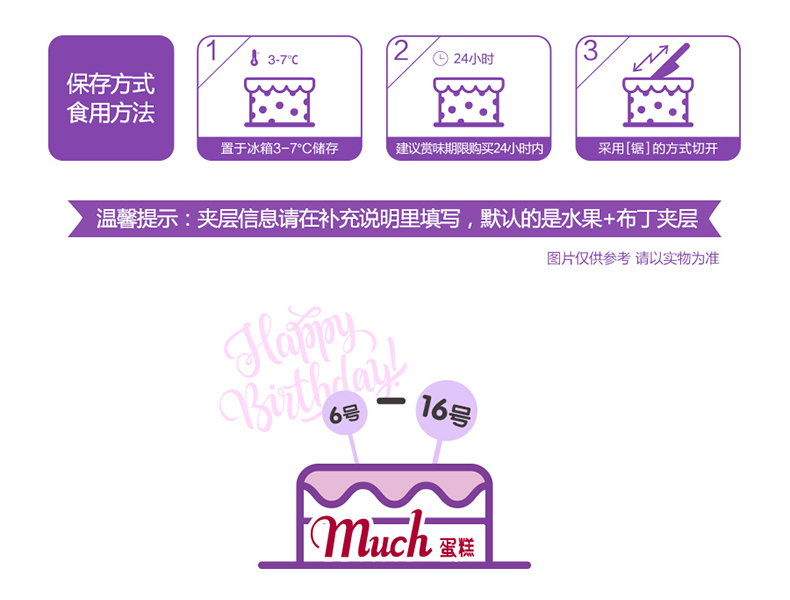 保存方式
食用方法
1
3-7℃
置于冰箱3-7℃储存
2
24小时
建议赏味期限购买24小时内
3
采用[锯]的方式切开
温馨提示：夹层信息请在补充说明里填写，默认的是水果+布丁夹层
图片仅供参考 请以实物为准
Happy
Birthday!
6号 - 16号
Much 蛋糕